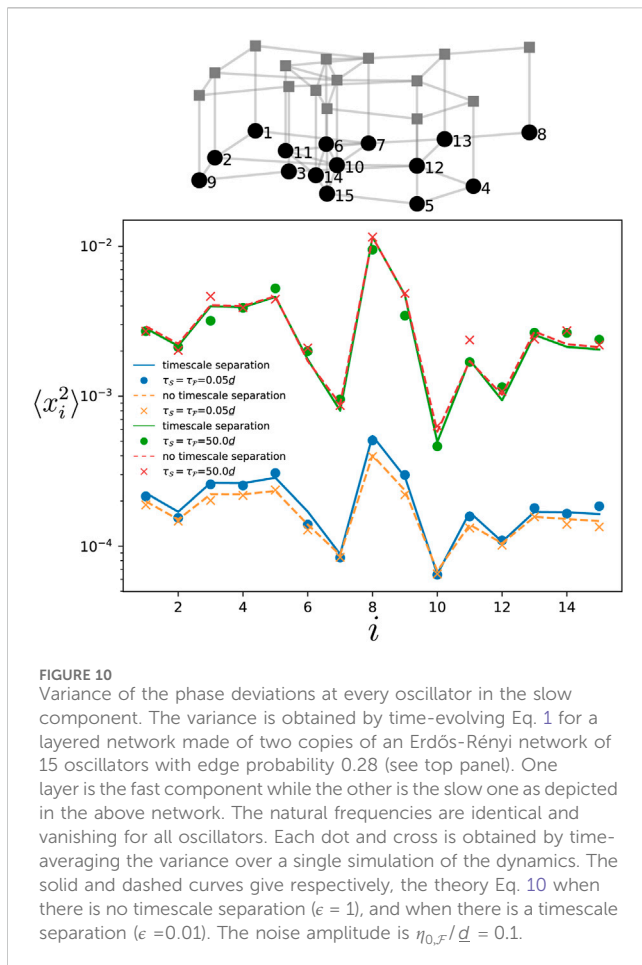 1
6
7
13
8
2
11
3
10
12
9
14
4
15
5
10⁻²
⟨x_i²⟩
10⁻³
10⁻⁴
timescale separation
τ_S = τ_F=0.05d
no timescale separation
τ_S = τ_F=0.05d
timescale separation
τ_S = τ_F=50.0d
no timescale separation
τ_S = τ_F=50.0d
2 4 6 8 10 12 14
i
FIGURE 10
Variance of the phase deviations at every oscillator in the slow
component. The variance is obtained by time-evolving Eq. 1 for a
layered network made of two copies of an Erdős-Rényi network of
15 oscillators with edge probability 0.28 (see top panel). One
layer is the fast component while the other is the slow one as depicted
in the above network. The natural frequencies are identical and
vanishing for all oscillators. Each dot and cross is obtained by time-
averaging the variance over a single simulation of the dynamics. The
solid and dashed curves give respectively, the theory Eq. 10 when
there is no timescale separation (ϵ = 1), and when there is a timescale
separation (ϵ =0.01). The noise amplitude is η₀,ℱ/d̲ = 0.1.